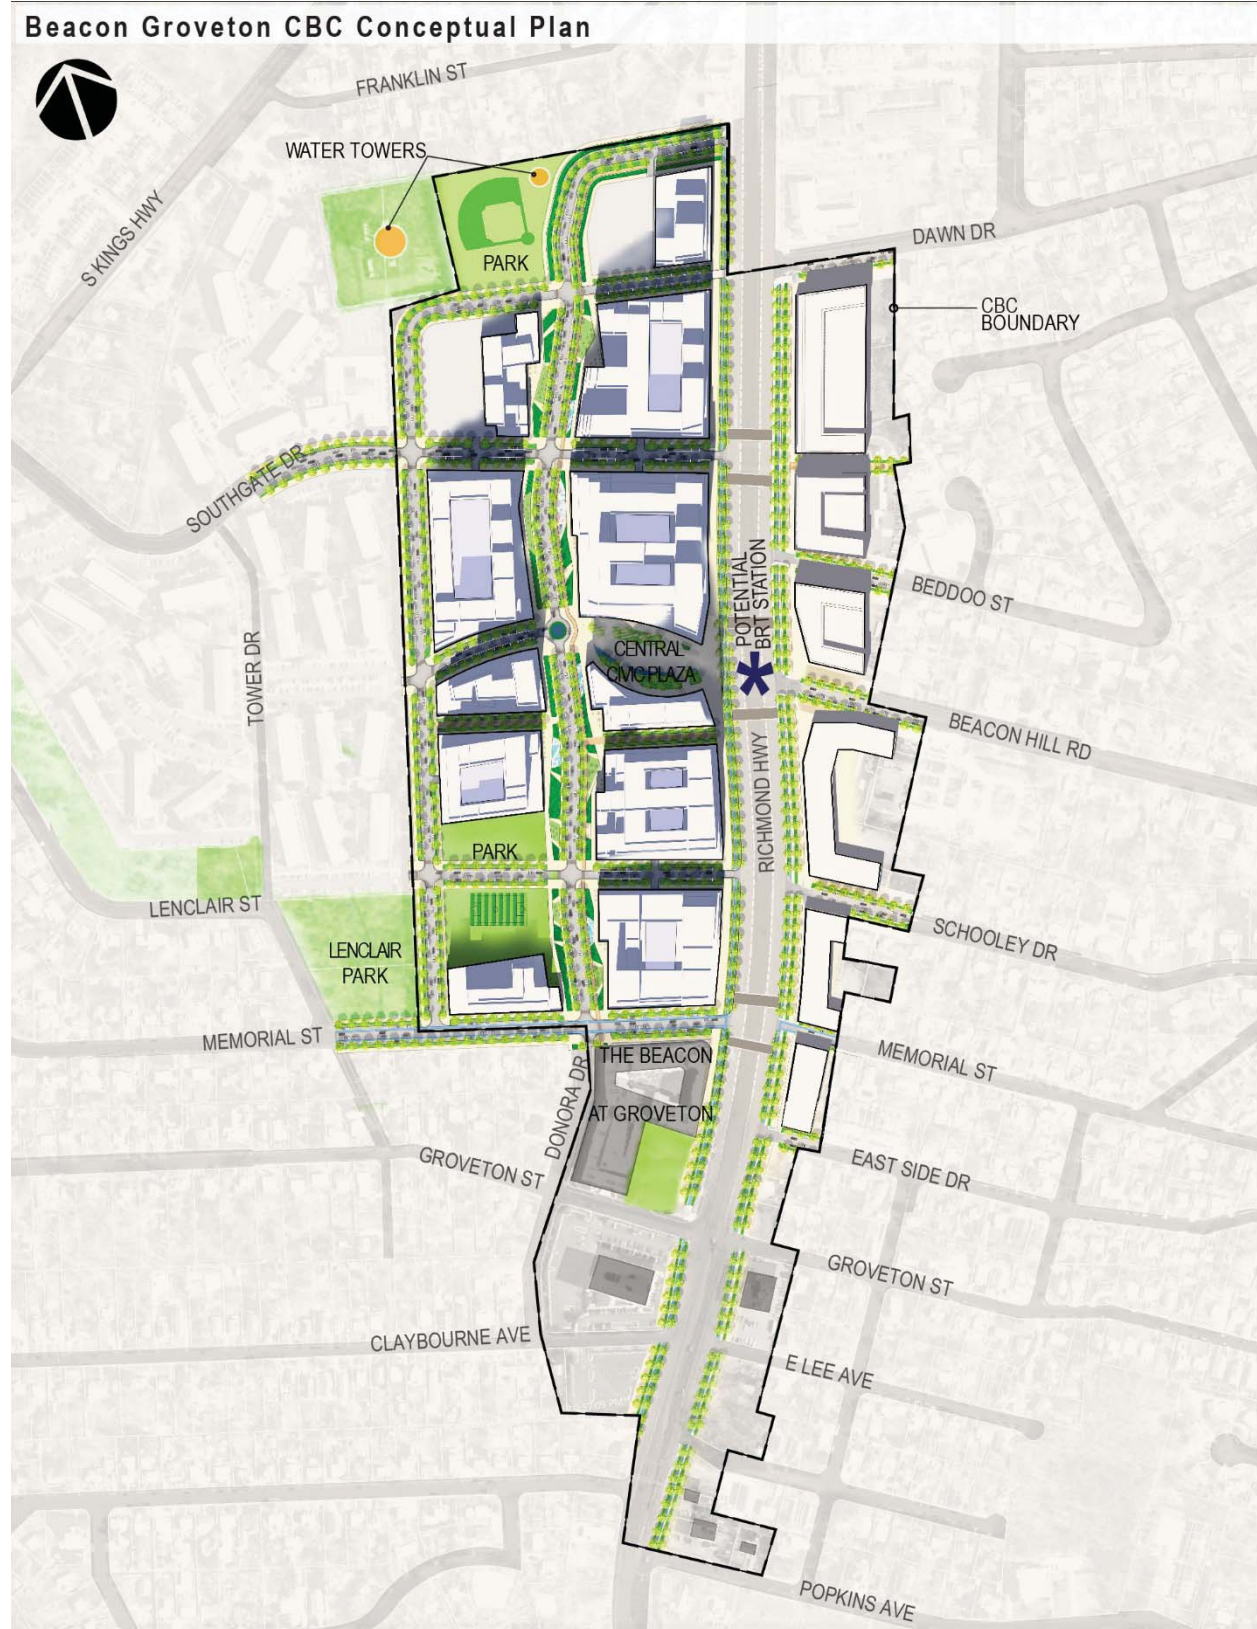 Beacon Groveton CBC Conceptual Plan
FRANKLIN ST
WATER TOWERS
S KINGS HWY
DAWN DR
PARK
CBC
BOUNDARY
SOUTHGATE DR
POTENTIAL
BRT STATION
BEDDOO ST
TOWER DR
CENTRAL
CIVIC PLAZA
BEACON HILL RD
RICHMOND HWY
PARK
LENCLAIR ST
SCHOOLEY DR
LENCLAIR
PARK
MEMORIAL ST
MEMORIAL ST
THE BEACON
AT GROVETON
DONORA DR
GROVETON ST
EAST SIDE DR
GROVETON ST
CLAYBOURNE AVE
E LEE AVE
POPKINS AVE